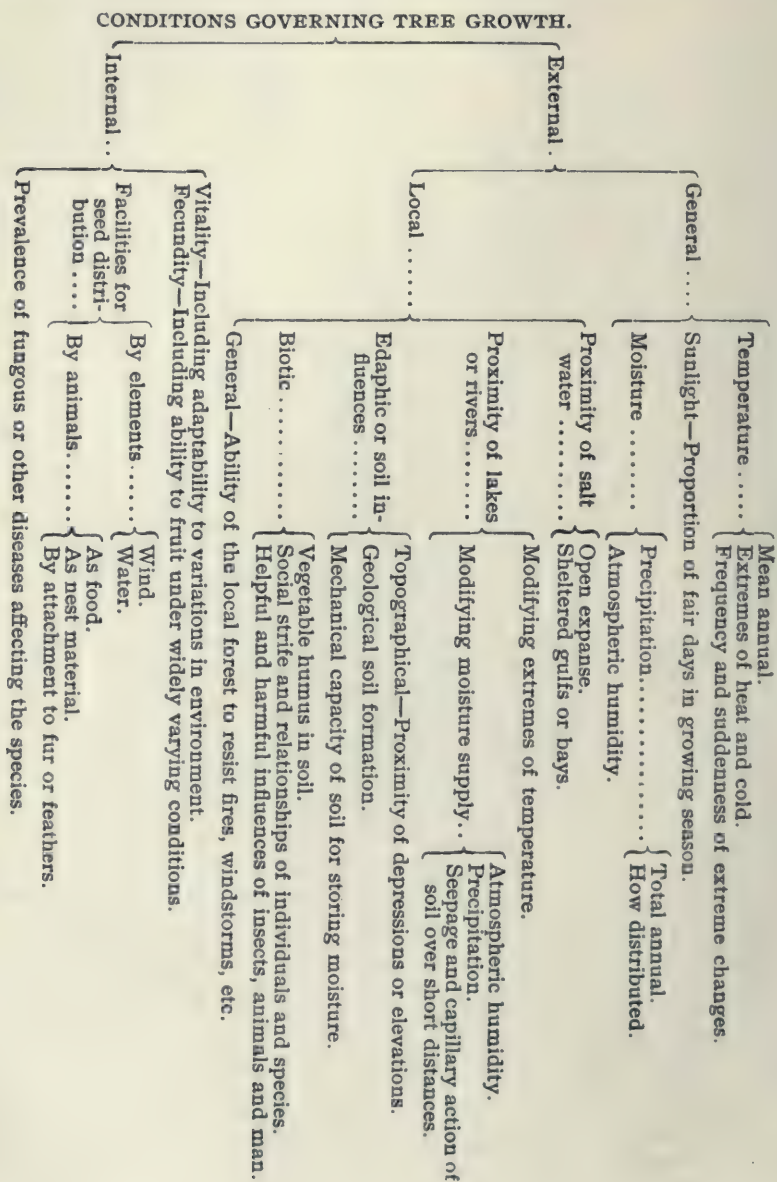 CONDITIONS GOVERNING TREE GROWTH.
External .
General ....
Temperature .....
Mean annual.
Extremes of heat and cold.
Frequency and suddenness of extreme changes.
Sunlight—Proportion of fair days in growing season.
Moisture .........
Precipitation................
Total annual.
How distributed.
Atmospheric humidity.
Local ......
Proximity of salt
water ..........
Open expanse.
Sheltered gulfs or bays.
Proximity of lakes
or rivers.......
Modifying extremes of temperature.
Modifying moisture supply..
Atmospheric humidity.
Precipitation.
Seepage and capillary action of
soil over short distances.
Edaphic or soil in-
fluences ........
Topographical—Proximity of depressions or elevations.
Geological soil formation.
Mechanical capacity of soil for storing moisture.
Biotic ...........
Vegetable humus in soil.
Social strife and relationships of individuals and species.
Helpful and harmful influences of insects, animals and man.
General—Ability of the local forest to resist fires, windstorms, etc.
Internal ..
Vitality—Including adaptability to variations in environment.
Fecundity—Including ability to fruit under widely varying conditions.
Facilities for
seed distri-
bution ....
By elements......
Wind.
Water.
By animals.......
As food.
As nest material.
By attachment to fur or feathers.
Prevalence of fungous or other diseases affecting the species.